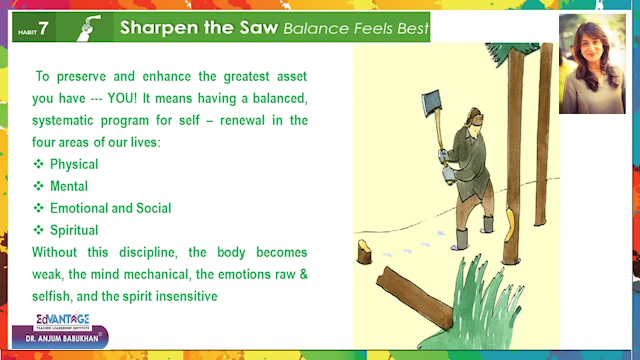 HABIT 7 Sharpen the Saw Balance Feels Best
To preserve and enhance the greatest asset
you have --- YOU! It means having a balanced,
systematic program for self – renewal in the
four areas of our lives:
❖ Physical
❖ Mental
❖ Emotional and Social
❖ Spiritual
Without this discipline, the body becomes
weak, the mind mechanical, the emotions raw &
selfish, and the spirit insensitive
EDVANTAGE
TEACHER LEADERSHIP INSTITUTE
DR. ANJUM BABUKHAN©